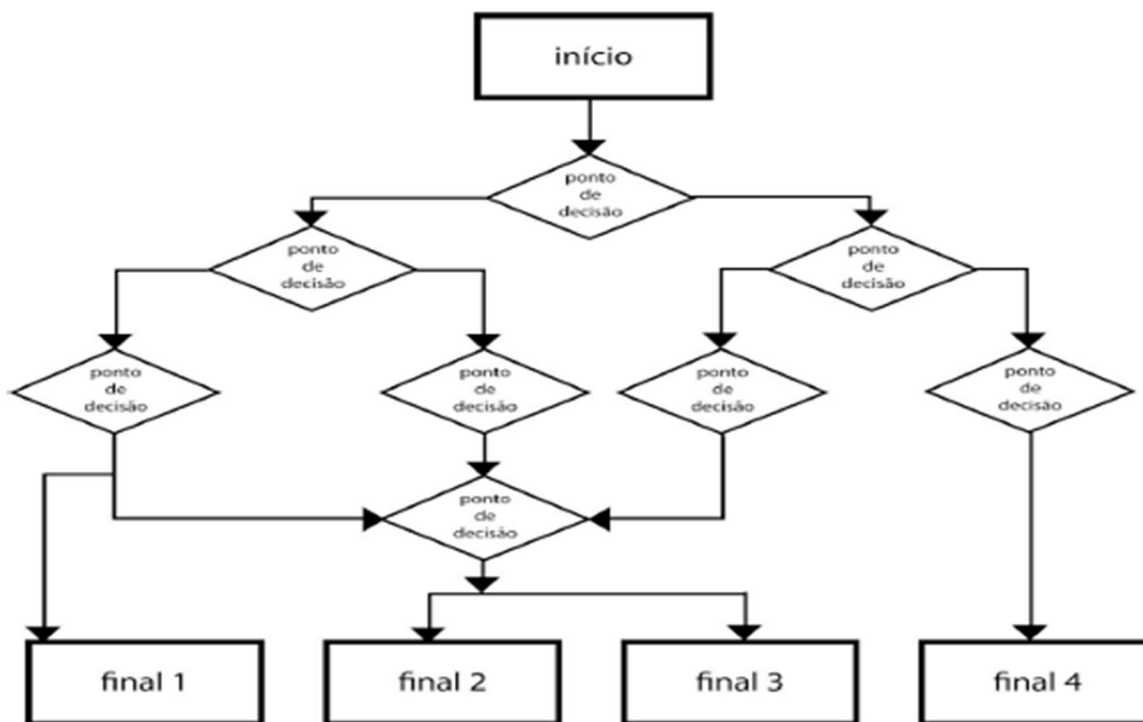 início
ponto
de
decisão
ponto
de
decisão
ponto
de
decisão
ponto
de
decisão
ponto
de
decisão
ponto
de
decisão
ponto
de
decisão
ponto
de
decisão
final 1
final 2
final 3
final 4